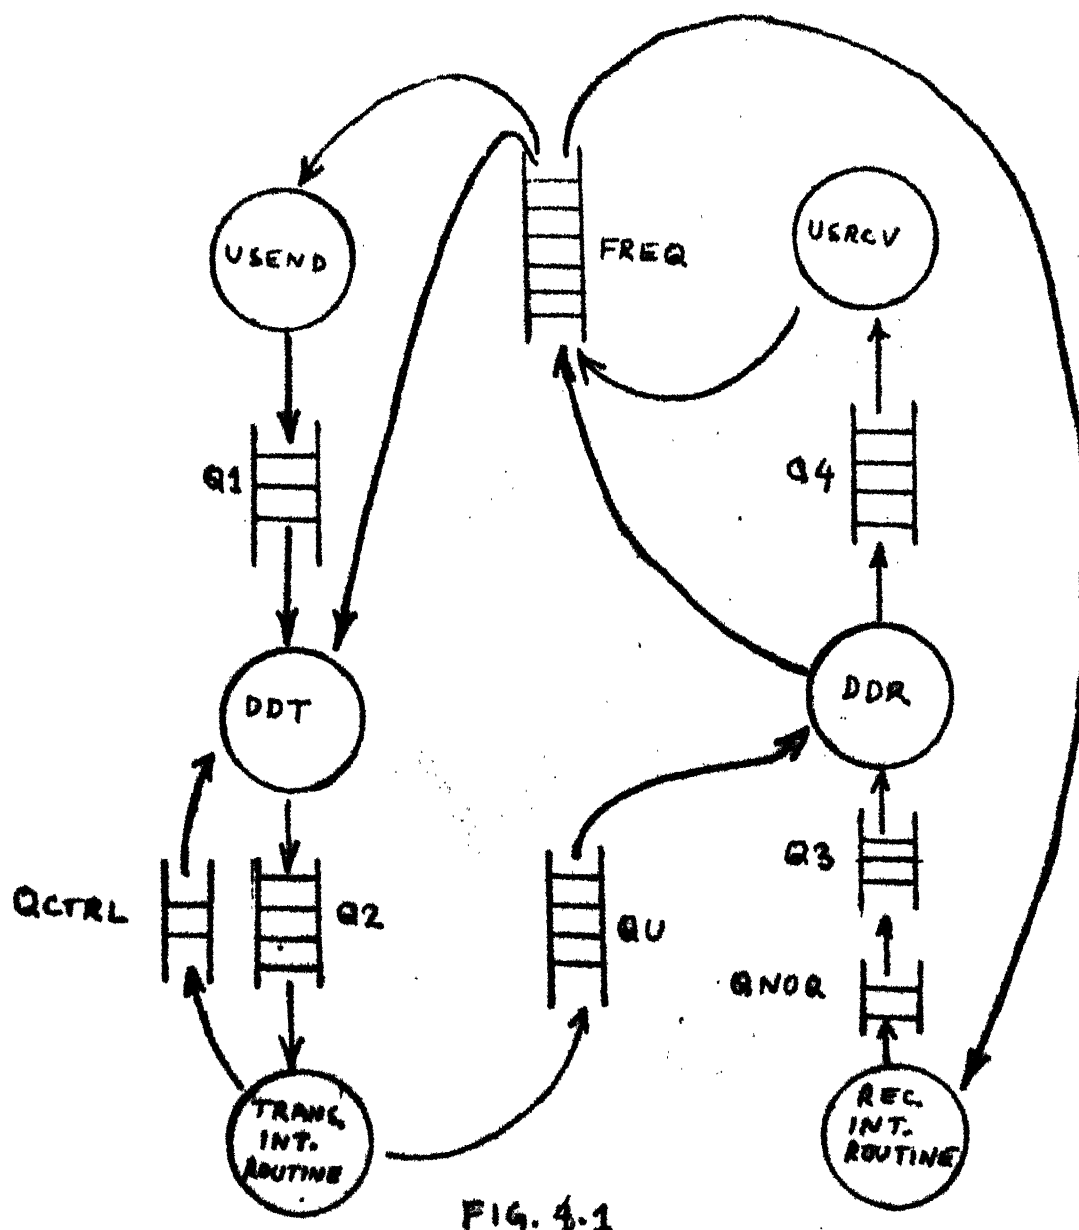 USEND
FREQ
USRCV
Q1
Q4
DDT
DDR
Q3
QCTRL
Q2
QU
QNOQ
TRANS.
INT.
ROUTINE
REC.
INT.
ROUTINE
FIG. 4.1